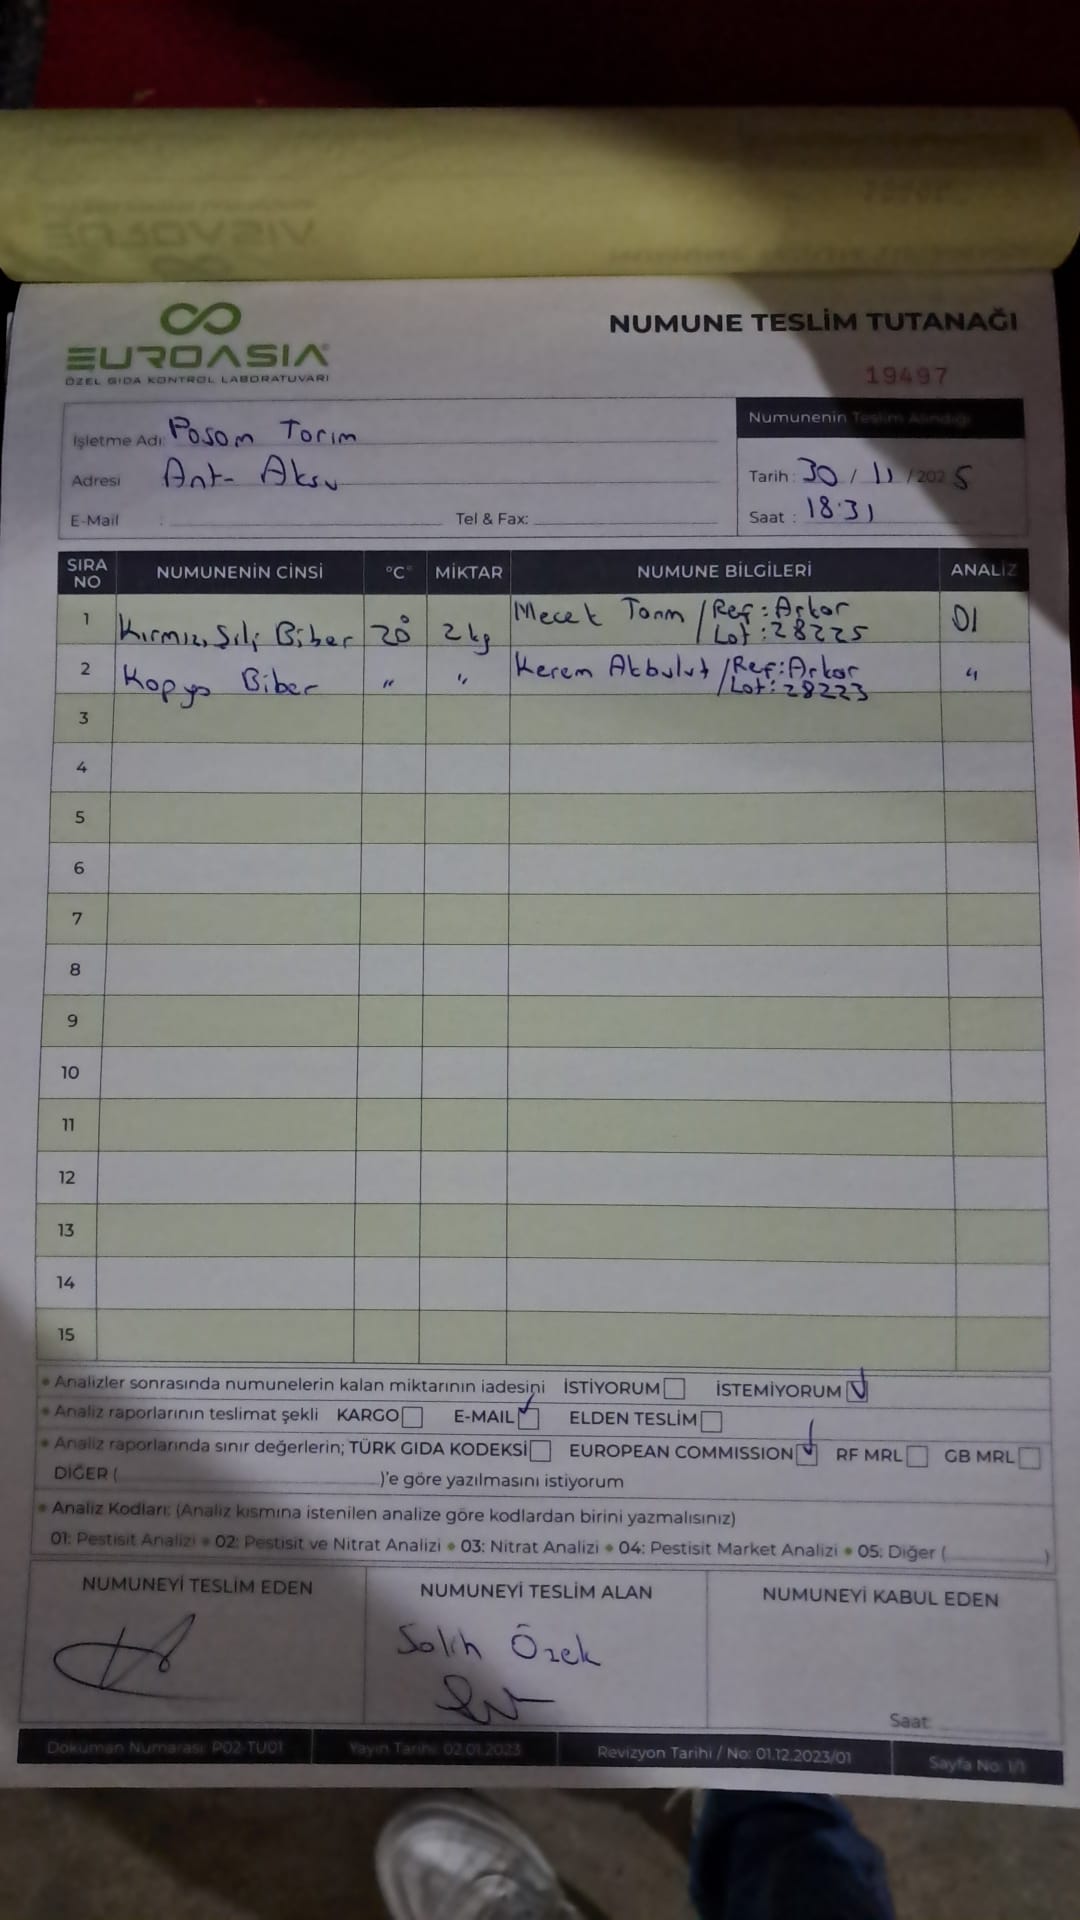 EUROASIA
ÖZEL GIDA KONTROL LABORATUVARI
NUMUNE TESLİM TUTANAĞI
19497
İşletme Adı: Posom Torım
Adresi Ant- Aksu
E-Mail : Tel & Fax:
Numunenin Teslim Alındığı
Tarih : 30 / 11 / 2025
Saat : 18:31
SIRA NO NUMUNENİN CİNSİ °C MİKTAR NUMUNE BİLGİLERİ ANALİZ
1 Kırmızı Sili Biber 20° 2 kg Mecet Tarım / Ref: Arkor / Lot: 28225 01
2 Kopya Biber " " Kerem Akbulut / Ref: Arkor / Lot: 28223 "
3
4
5
6
7
8
9
10
11
12
13
14
15
• Analizler sonrasında numunelerin kalan miktarının iadesini İSTİYORUM İSTEMİYORUM
• Analiz raporlarının teslimat şekli KARGO E-MAIL ELDEN TESLİM
• Analiz raporlarında sınır değerlerin; TÜRK GIDA KODEKSİ EUROPEAN COMMISSION RF MRL GB MRL
DİĞER ( )'e göre yazılmasını istiyorum
• Analiz Kodları: (Analiz kısmına istenilen analize göre kodlardan birini yazmalısınız)
01: Pestisit Analizi • 02: Pestisit ve Nitrat Analizi • 03: Nitrat Analizi • 04: Pestisit Market Analizi • 05: Diğer ( )
NUMUNEYİ TESLİM EDEN NUMUNEYİ TESLİM ALAN NUMUNEYİ KABUL EDEN
Salih Özek
Saat:
Doküman Numarası: P02-TU01 Yayın Tarihi: 02.01.2023 Revizyon Tarihi / No: 01.12.2023/01 Sayfa No: 1/1